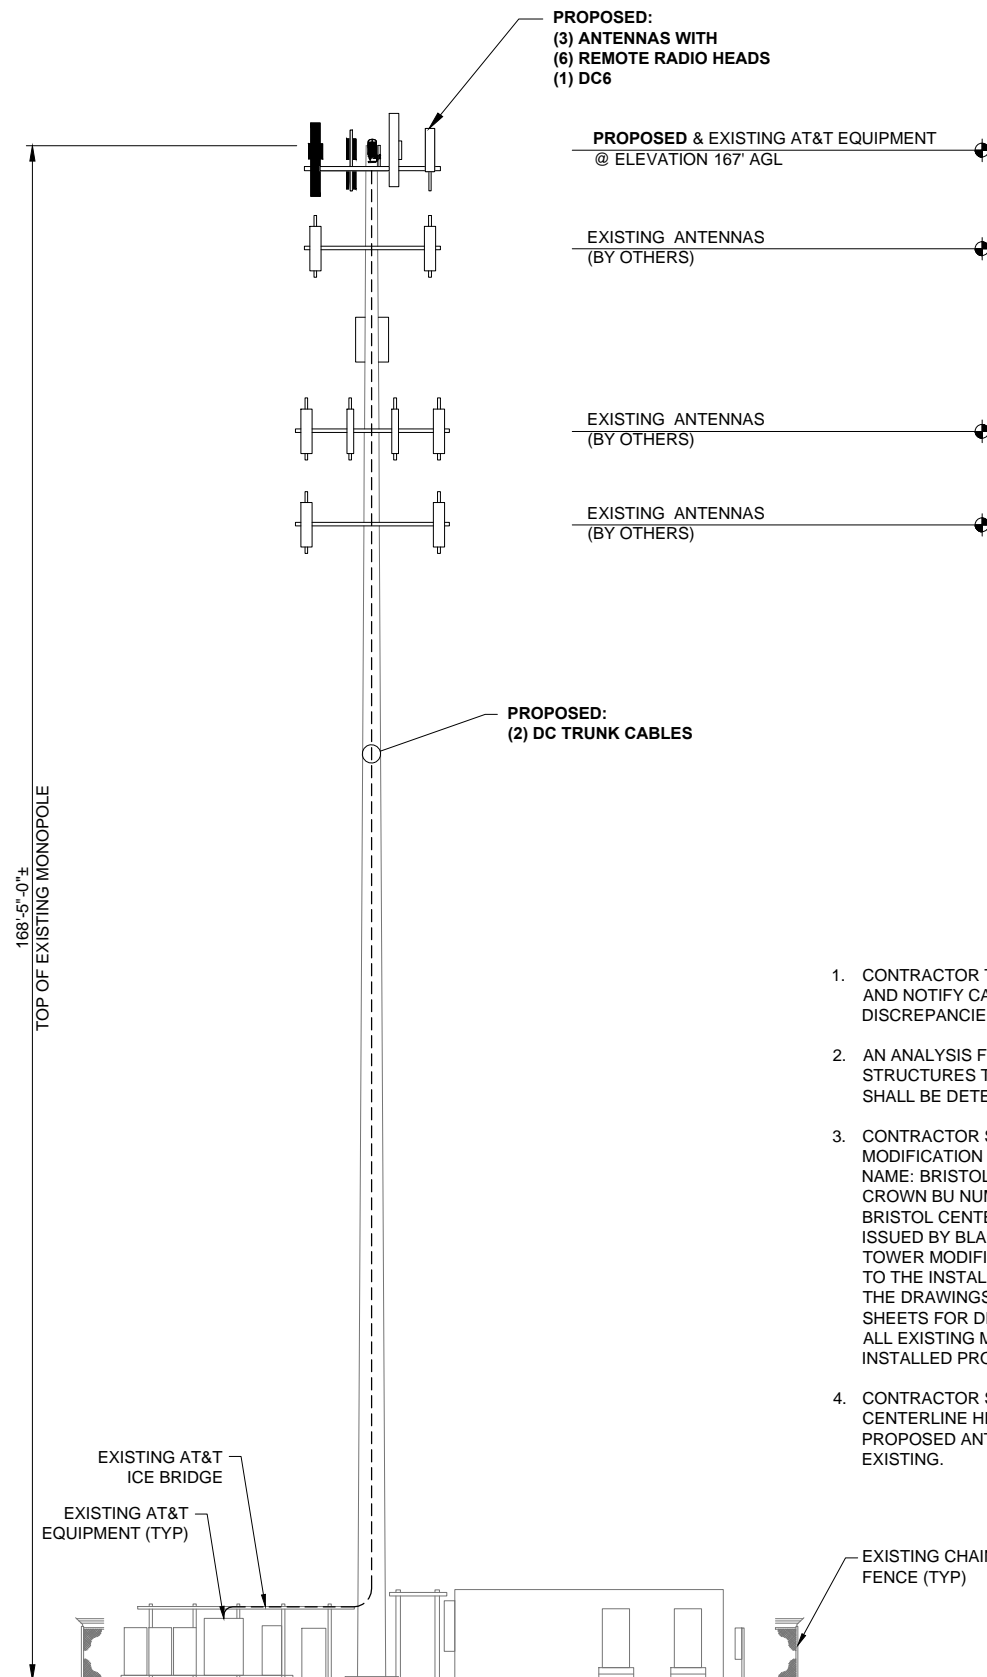 PROPOSED:
(3) ANTENNAS WITH
(6) REMOTE RADIO HEADS
(1) DC6
PROPOSED & EXISTING AT&T EQUIPMENT
@ ELEVATION 167' AGL
EXISTING ANTENNAS
(BY OTHERS)
EXISTING ANTENNAS
(BY OTHERS)
EXISTING ANTENNAS
(BY OTHERS)
PROPOSED:
(2) DC TRUNK CABLES
168'-5"-0"±
TOP OF EXISTING MONOPOLE
1. CONTRACTOR
AND NOTIFY
2. AN ANALYSIS
STRUCTURES
SHALL BE
3. CONTRACTOR
MODIFICATION
NAME: BRISTOL
CROWN BU
BRISTOL
ISSUED BY
TOWER
TO THE
THE DRAWINGS
SHEETS FOR
ALL EXISTING
INSTALLED
4. CONTRACTOR
CENTERLINE
PROPOSED
EXISTING.
EXISTING AT&T
ICE BRIDGE
EXISTING AT&T
EQUIPMENT (TYP)
EXISTING
FENCE (TYP)